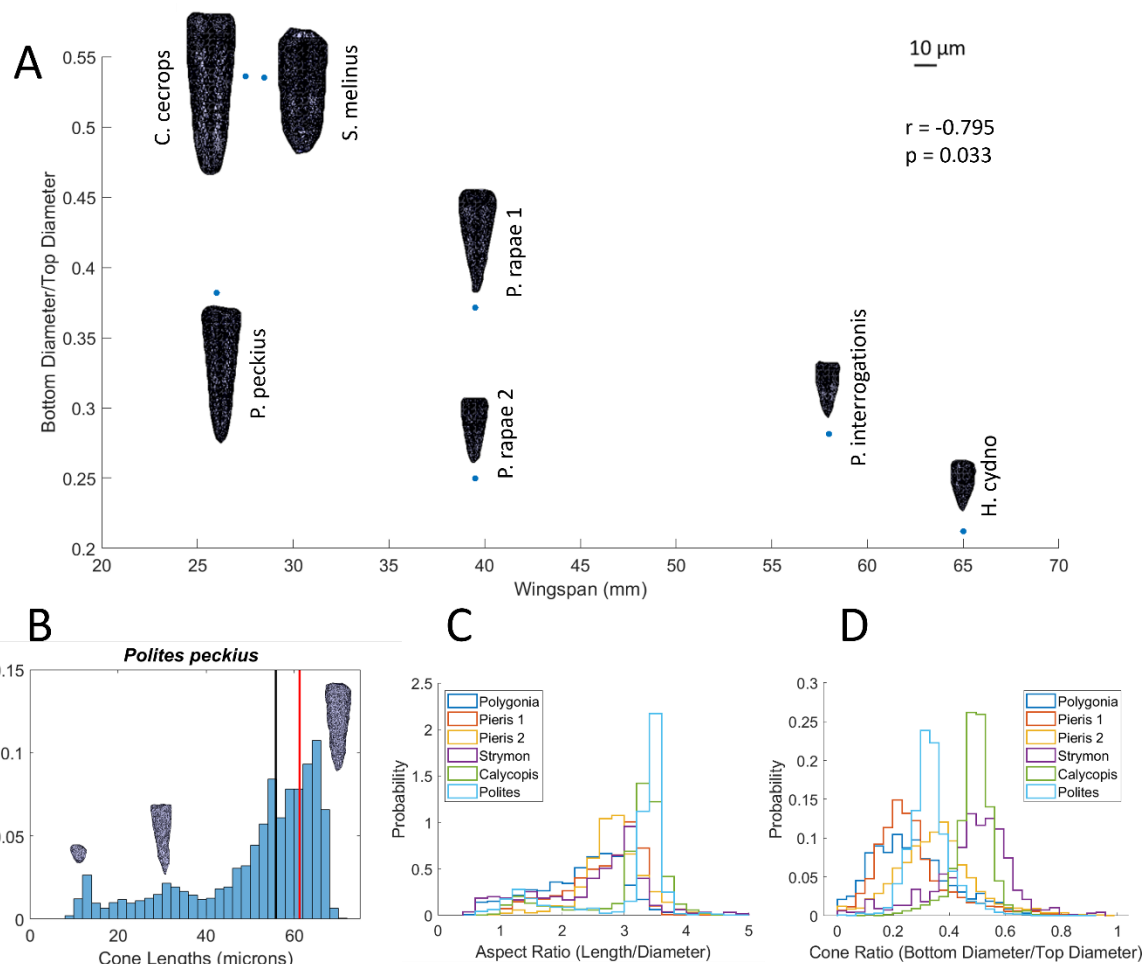 A
10 µm
r = -0.795
p = 0.033
C. cecrops
S. melinus
P. peckius
P. rapae 1
P. rapae 2
P. interrogationis
H. cydno
Bottom Diameter/Top Diameter
0.55
0.5
0.45
0.4
0.35
0.3
0.25
0.2
20 25 30 35 40 45 50 55 60 65 70
Wingspan (mm)
B
Polites peckius
0.15
0.1
0.05
0
0 20 40 60
Cone Lengths (microns)
C
Probability
2.5
2
1.5
1
0.5
0
Polygonia
Pieris 1
Pieris 2
Strymon
Calycopis
Polites
0 1 2 3 4 5
Aspect Ratio (Length/Diameter)
D
Probability
0.3
0.25
0.2
0.15
0.1
0.05
0
Polygonia
Pieris 1
Pieris 2
Strymon
Calycopis
Polites
0 0.2 0.4 0.6 0.8 1
Cone Ratio (Bottom Diameter/Top Diameter)